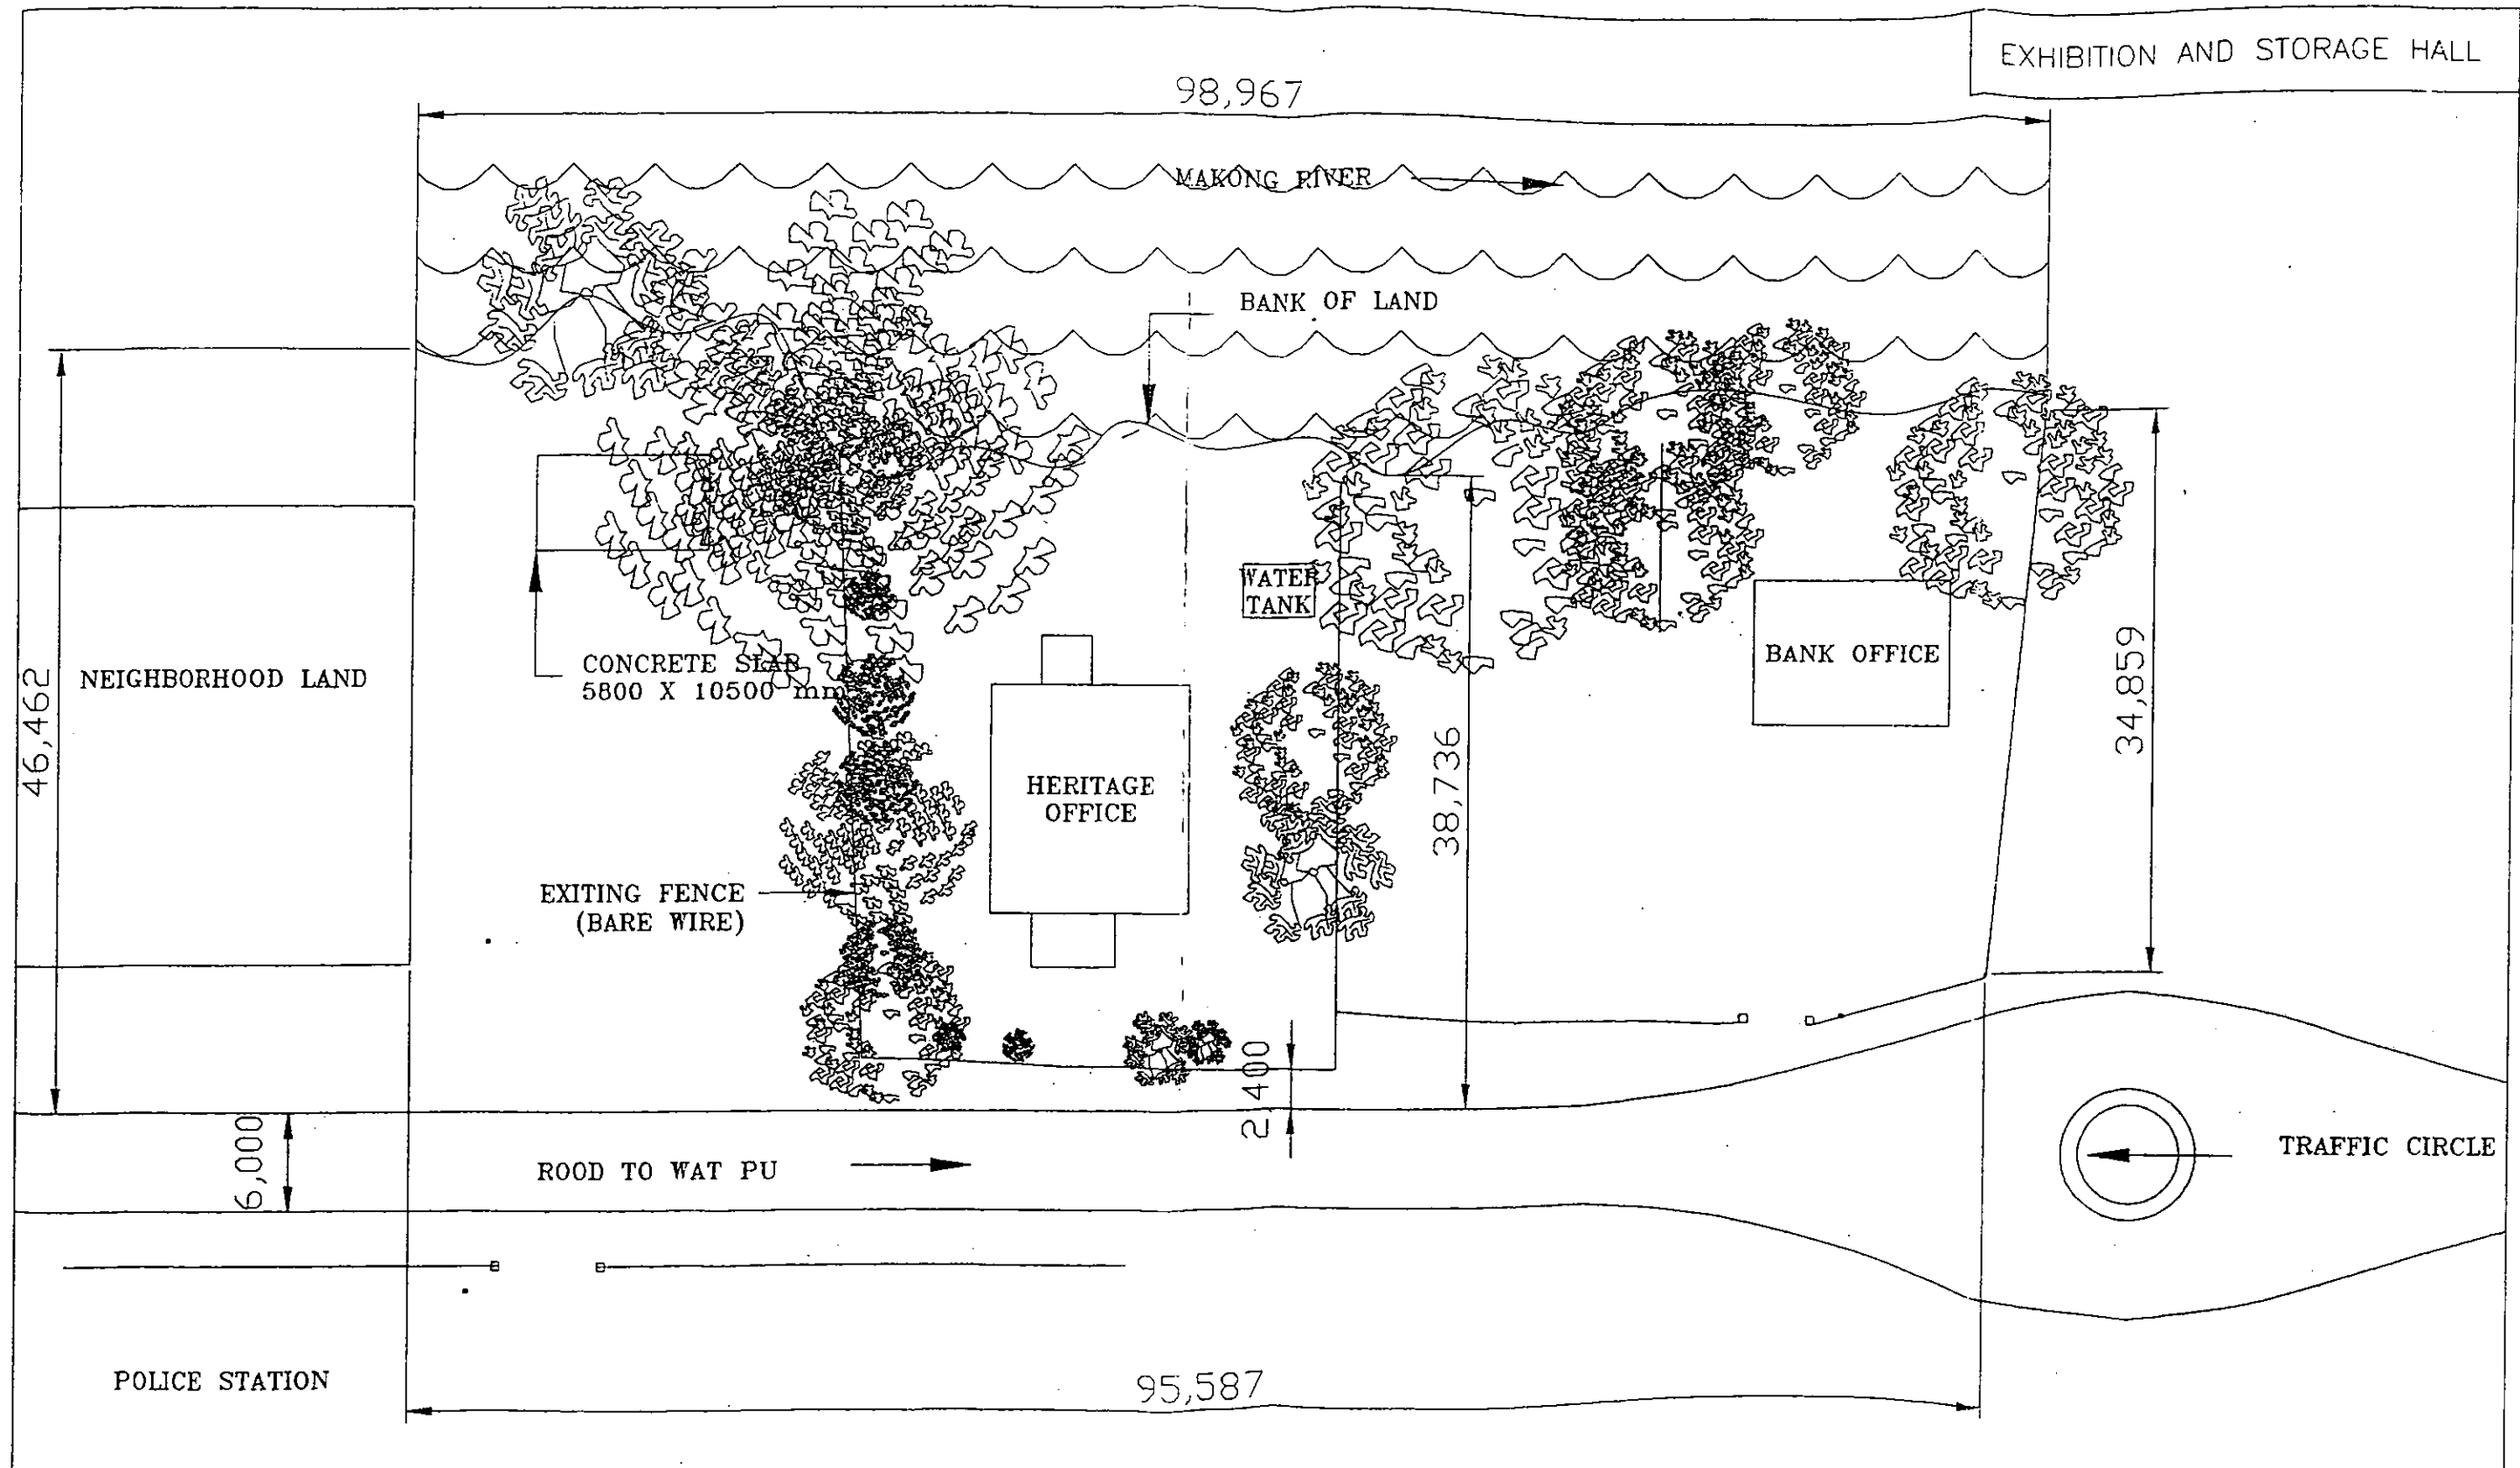 EXHIBITION AND STORAGE HALL
98,967
MAKONG RIVER
BANK OF LAND
WATER
TANK
BANK OFFICE
NEIGHBORHOOD LAND
CONCRETE SLAB
5800 X 10500 mm
46,462
34,859
38,736
HERITAGE
OFFICE
EXITING FENCE
(BARE WIRE)
2 400
6,000
ROOD TO WAT PU
TRAFFIC CIRCLE
POLICE STATION
95,587